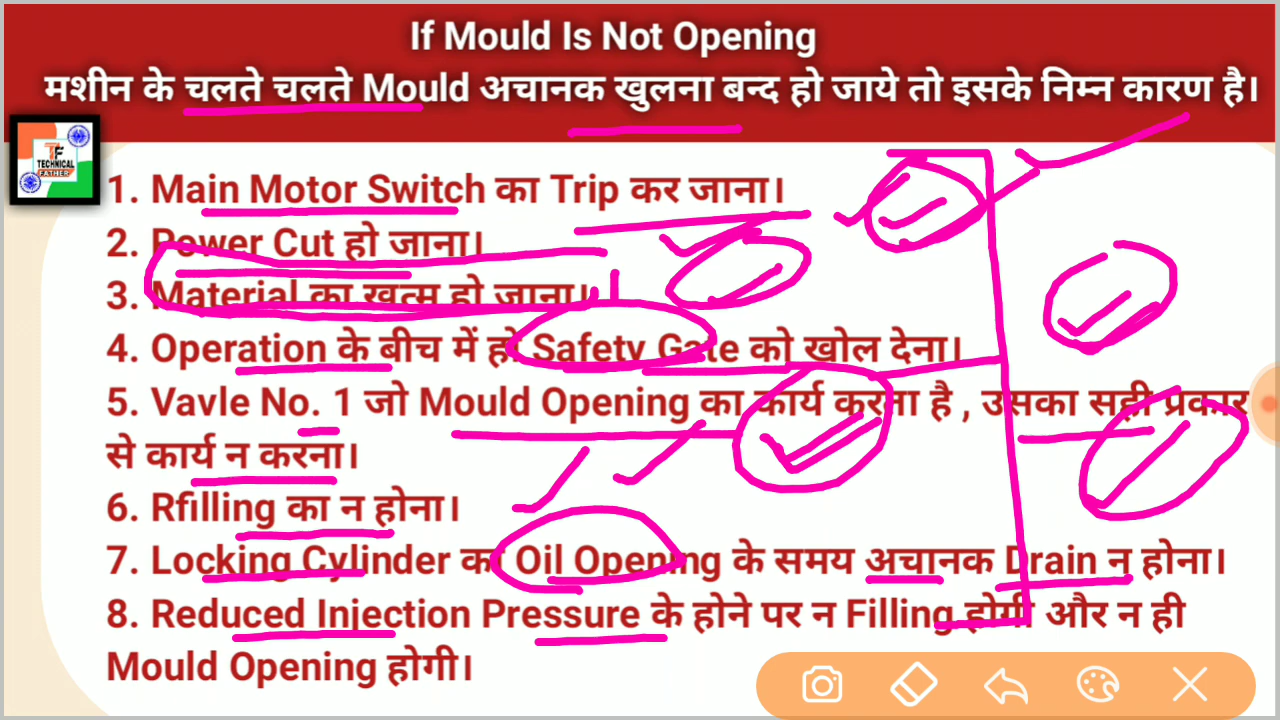 If Mould Is Not Opening
मशीन के चलते चलते Mould अचानक खुलना बन्द हो जाये तो इसके निम्न कारण है।
TF
TECHNICAL
FATHER
1. Main Motor Switch का Trip कर जाना।
2. Power Cut हो जाना।
3. Material का खत्म हो जाना।
4. Operation के बीच में ही Safety Gate को खोल देना।
5. Vavle No. 1 जो Mould Opening का कार्य करता है , उसका सही प्रकार
से कार्य न करना।
6. Rfilling का न होना।
7. Locking Cylinder का Oil Opening के समय अचानक Drain न होना।
8. Reduced Injection Pressure के होने पर न Filling होगी और न ही
Mould Opening होगी।